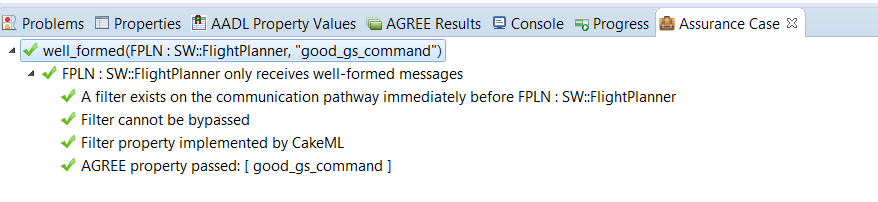 Problems Properties AADL Property Values AGREE Results Console Progress Assurance Case
well_formed(FPLN : SW::FlightPlanner, "good_gs_command")
FPLN : SW::FlightPlanner only receives well-formed messages
A filter exists on the communication pathway immediately before FPLN : SW::FlightPlanner
Filter cannot be bypassed
Filter property implemented by CakeML
AGREE property passed: [ good_gs_command ]